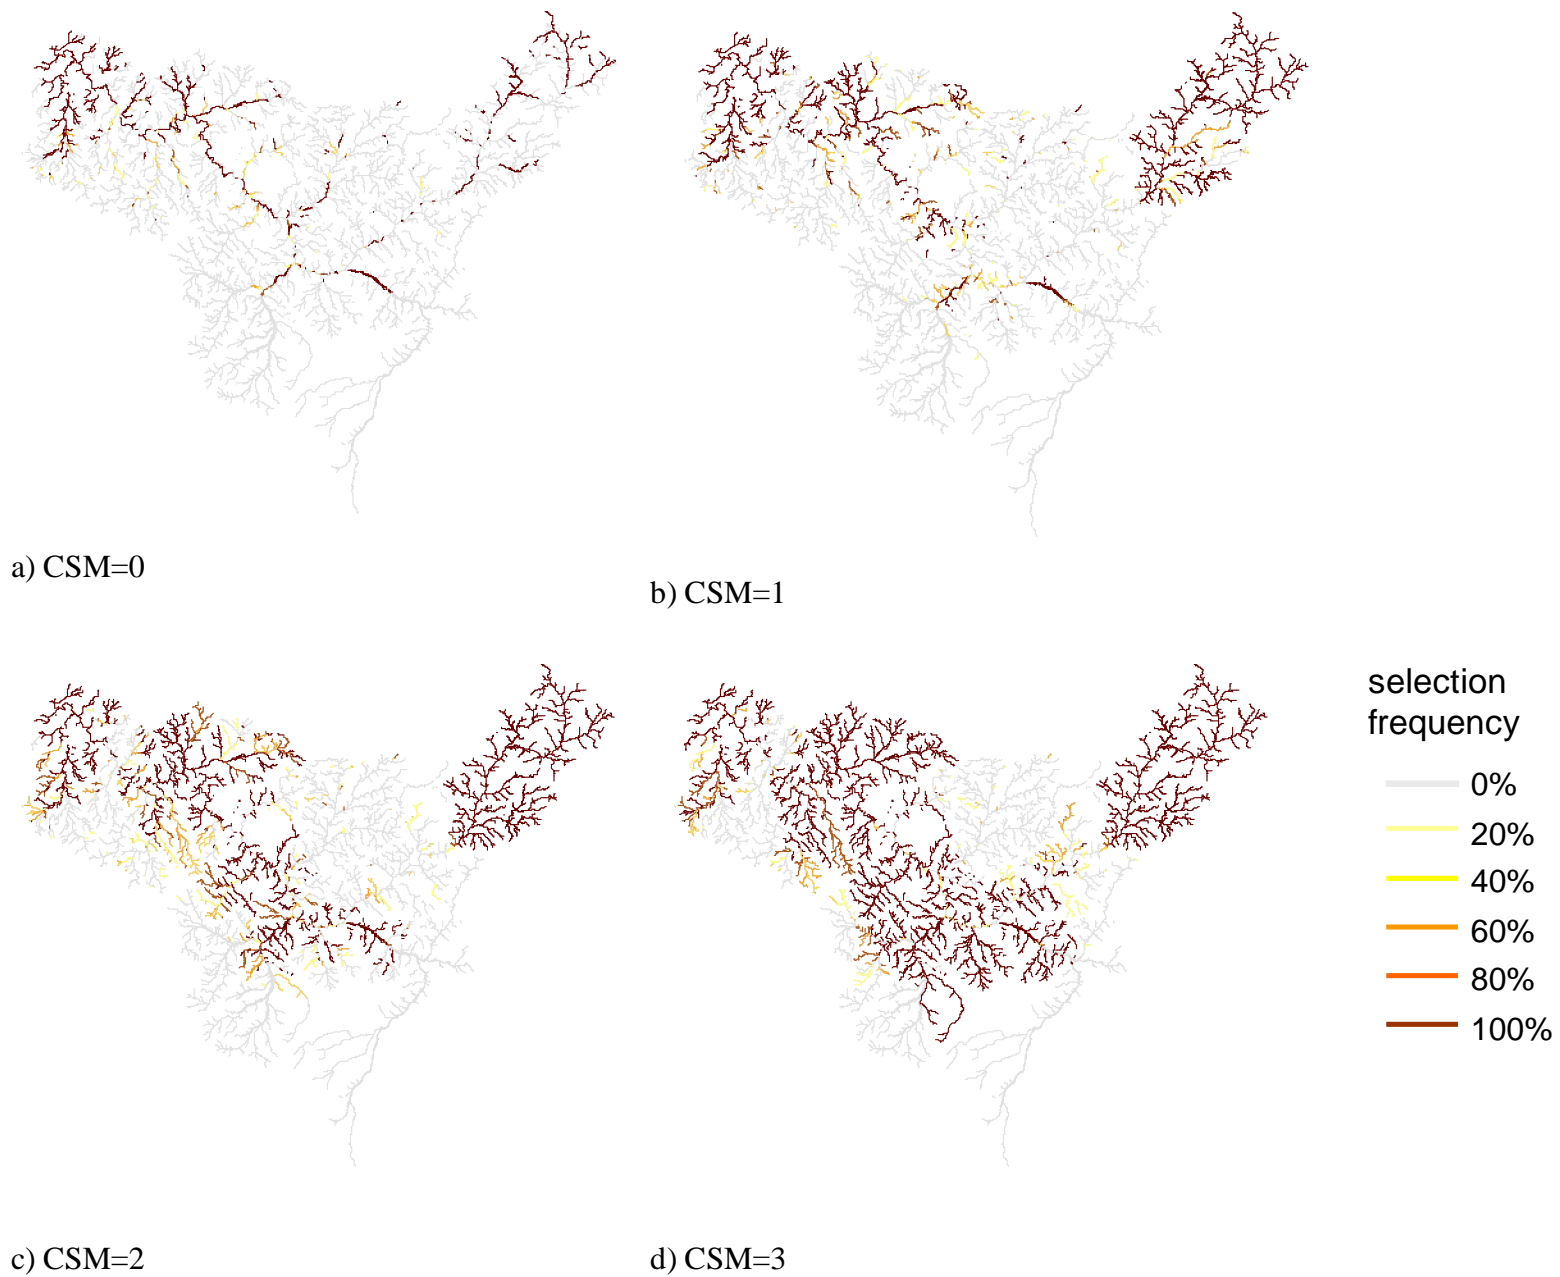 a) CSM=0
b) CSM=1
selection
frequency
0%
20%
40%
60%
80%
100%
c) CSM=2
d) CSM=3